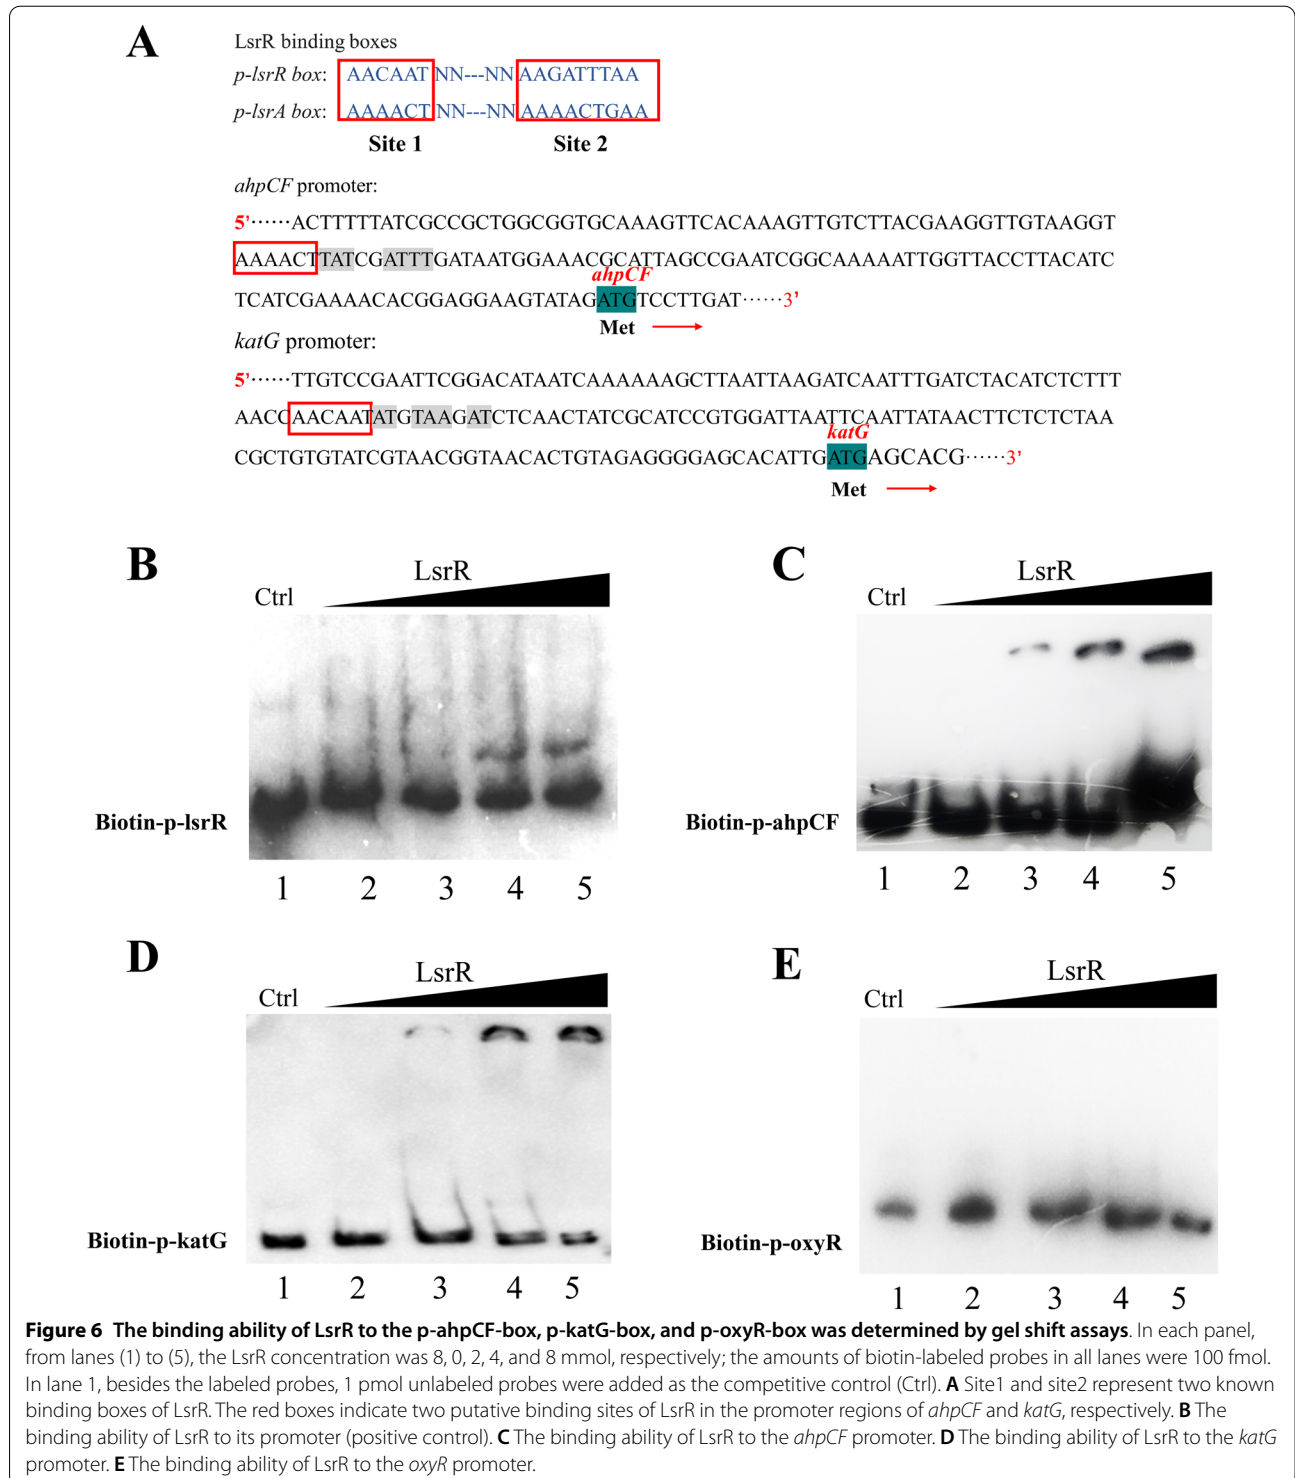 A
LsrR binding boxes
p-lsrR box: AACAAT NN---NN AAGATTTAA
p-lsrA box: AAAACT NN---NN AAAACTGAA
Site 1 Site 2
ahpCF promoter:
5'······ACTTTTTATCGCCGCTGGCGGTGCAAAGTTCACAAAGTTGTCTTACGAAGGTTGTAAGGT
AAAACTTATCGATTTGATAATGGAAACGCATTAGCCGAATCGGCAAAAATTGGTTACCTTACATC
ahpCF
TCATCGAAAACACGGAGGAAGTATAGATGTCCTTGAT······3'
Met
katG promoter:
5'······TTGTCCGAATTCGGACATAATCAAAAAAGCTTAATTAAGATCAATTTGATCTACATCTCTTT
AACCAACAATATGTAAGATCTCAACTATCGCATCCGTGGATTAATTCAATTATAACTTCTCTCTAA
katG
CGCTGTGTATCGTAACGGTAACACTGTAGAGGGGAGCACATTGATGAGCACG······3'
Met
B
LsrR
Ctrl
Biotin-p-lsrR
1 2 3 4 5
C
LsrR
Ctrl
Biotin-p-ahpCF
1 2 3 4 5
D
LsrR
Ctrl
Biotin-p-katG
1 2 3 4 5
E
LsrR
Ctrl
Biotin-p-oxyR
1 2 3 4 5
Figure 6 The binding ability of LsrR to the p-ahpCF-box, p-katG-box, and p-oxyR-box was determined by gel shift assays. In each panel,
from lanes (1) to (5), the LsrR concentration was 8, 0, 2, 4, and 8 mmol, respectively; the amounts of biotin-labeled probes in all lanes were 100 fmol.
In lane 1, besides the labeled probes, 1 pmol unlabeled probes were added as the competitive control (Ctrl). A Site1 and site2 represent two known
binding boxes of LsrR. The red boxes indicate two putative binding sites of LsrR in the promoter regions of ahpCF and katG, respectively. B The
binding ability of LsrR to its promoter (positive control). C The binding ability of LsrR to the ahpCF promoter. D The binding ability of LsrR to the katG
promoter. E The binding ability of LsrR to the oxyR promoter.